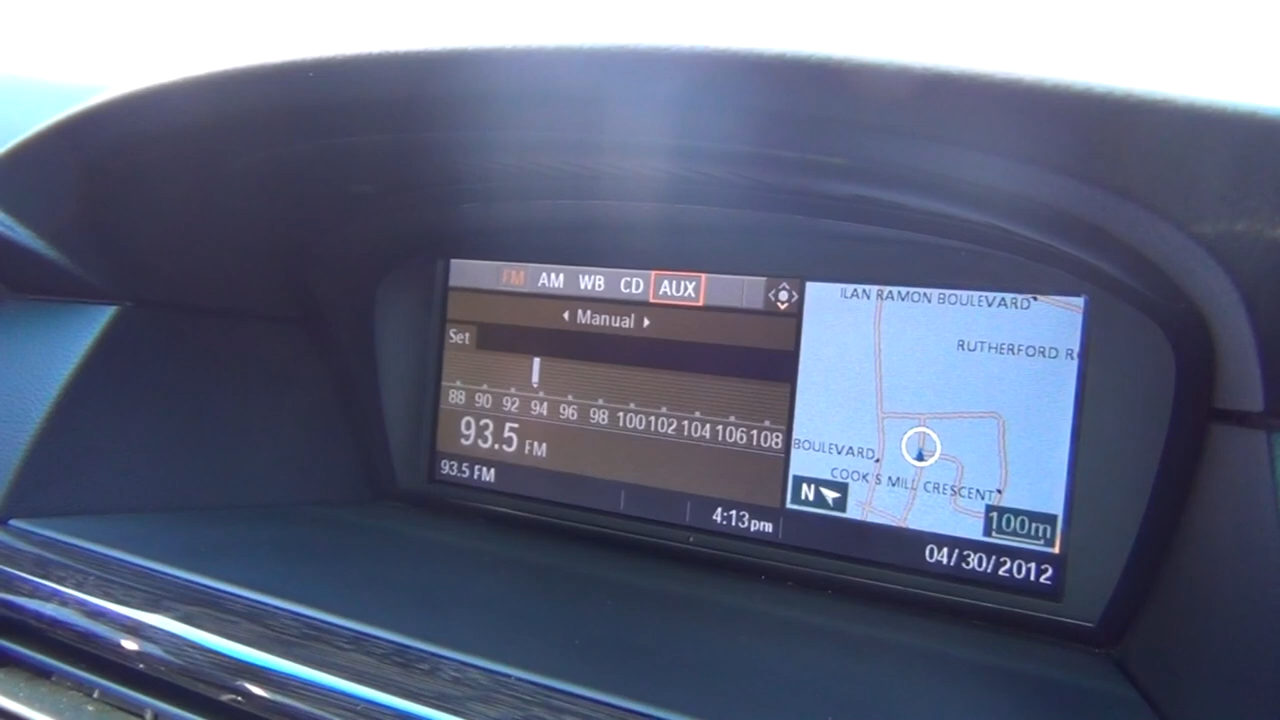 FM AM WB CD AUX
Manual
Set
88 90 92 94 96 98 100 102 104 106 108
93.5 FM
93.5 FM
4:13pm
ILAN RAMON BOULEVARD
RUTHERFORD
BOULEVARD
COOK'S MILL CRESCENT
N
100m
04/30/2012